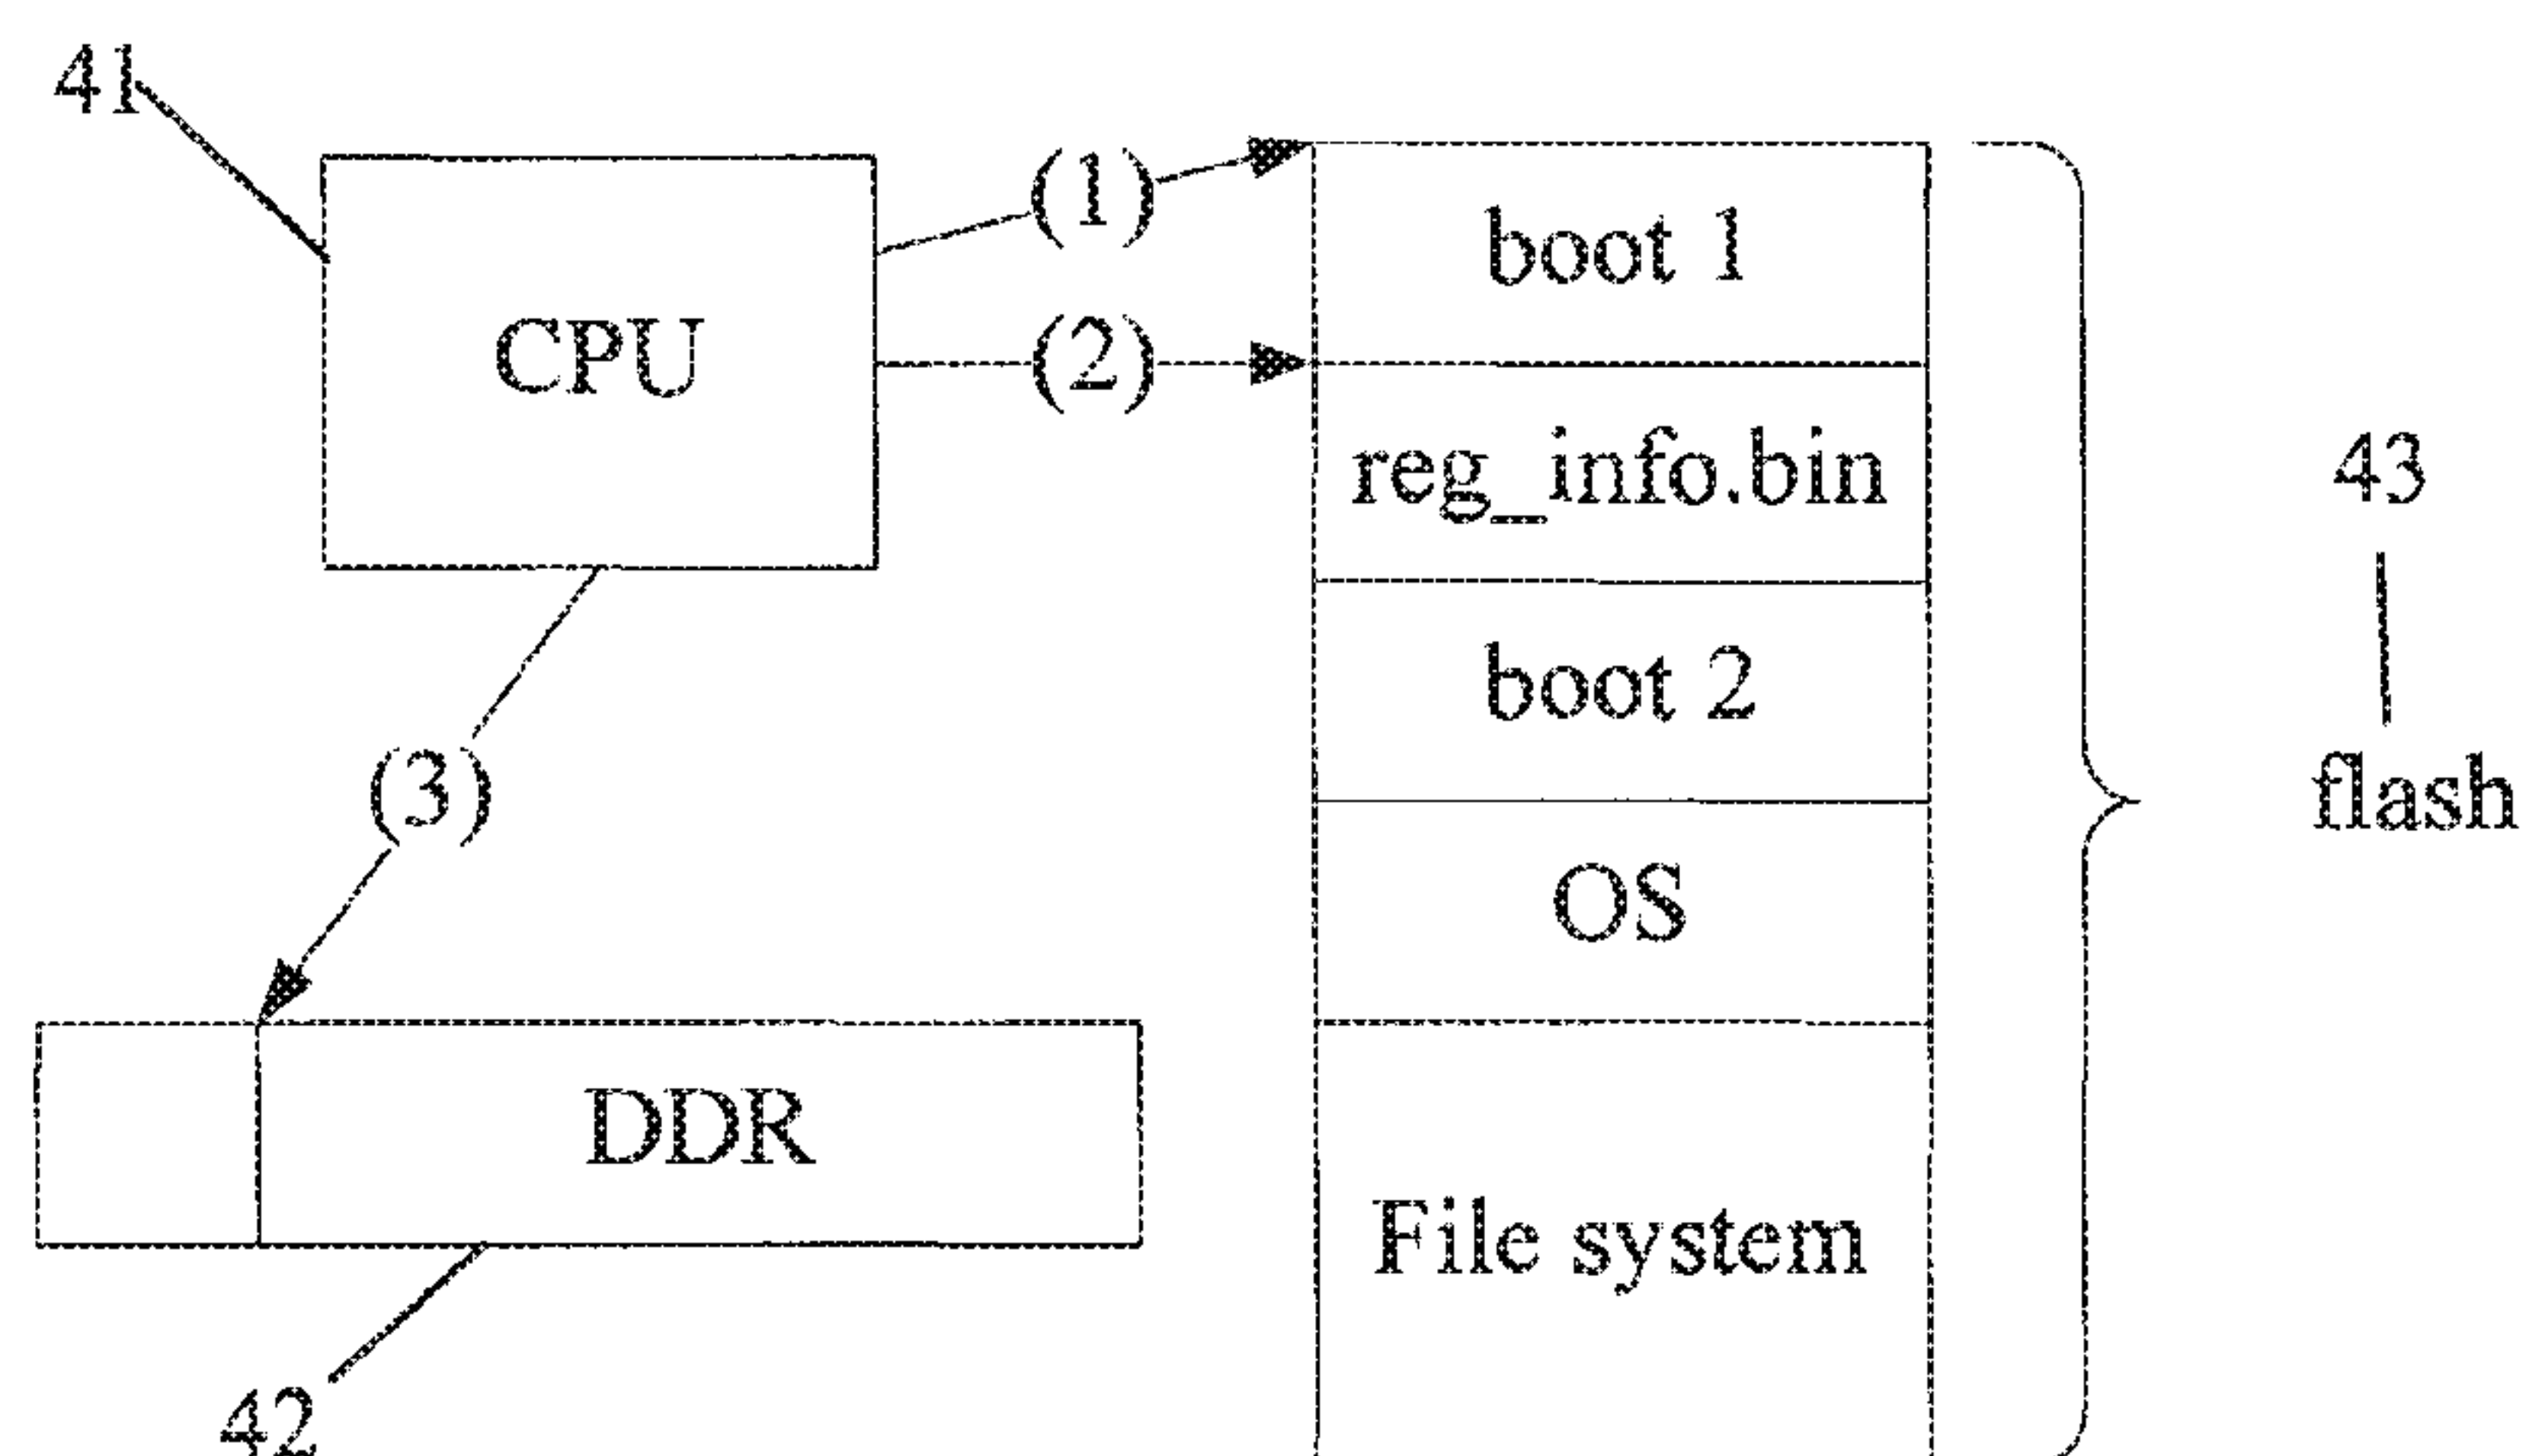 41
(1)
boot 1
CPU
(2)
reg_info.bin
43
boot 2
(3)
flash
OS
DDR
File system
42